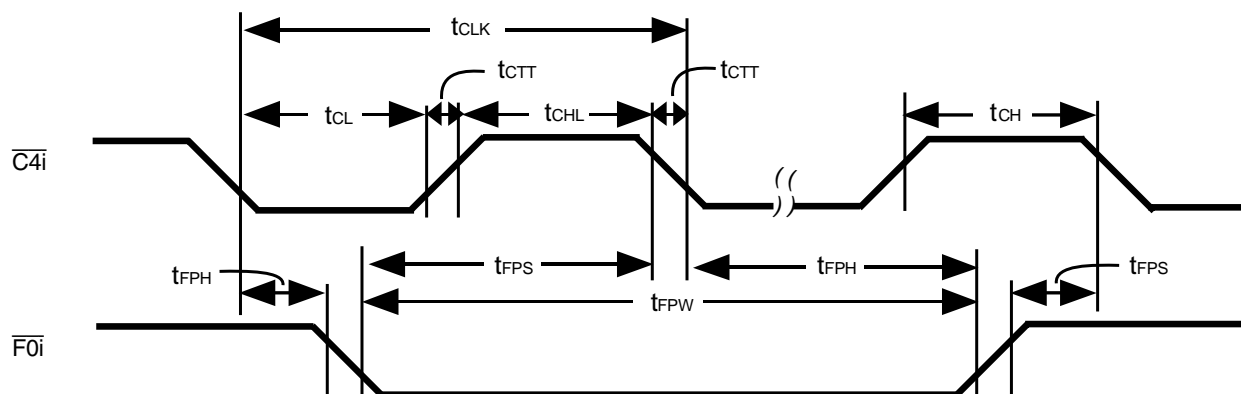 tCLK
tCTT tCTT
tCL tCHL tCH
C4i
tFPH tFPS tFPH tFPS
tFPW
F0i